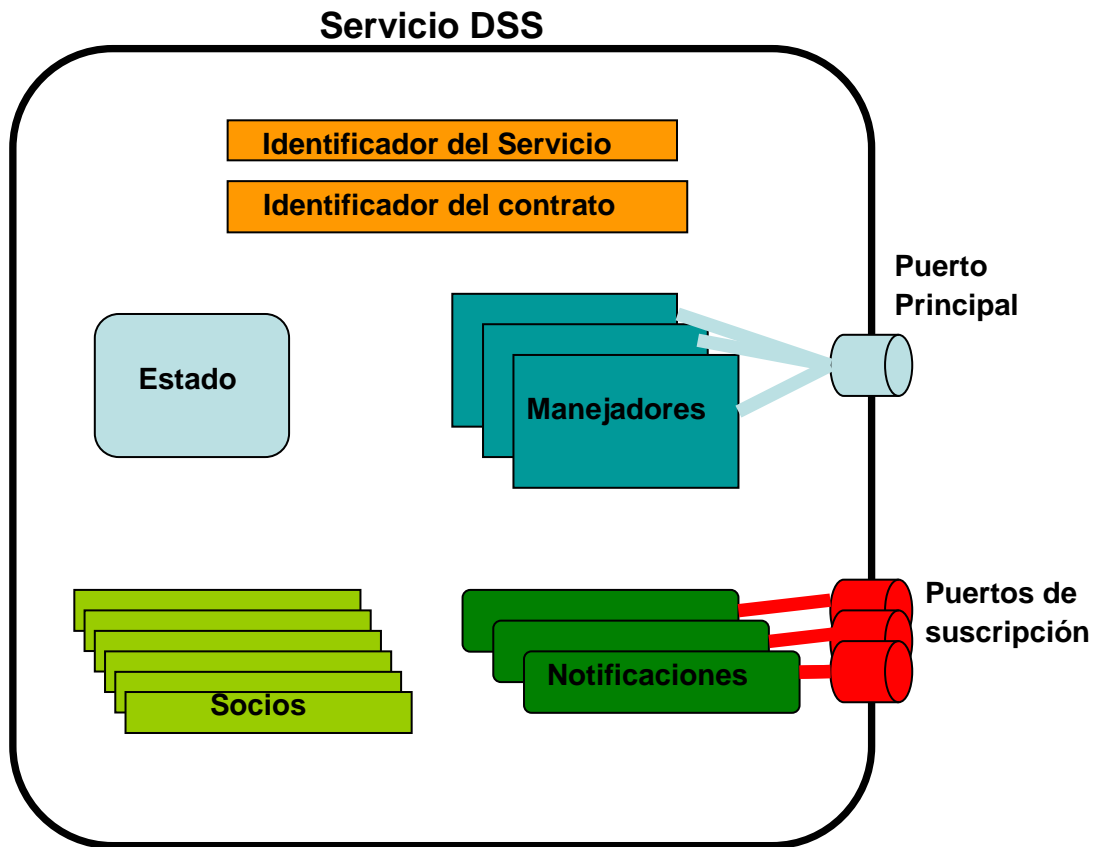 Servicio DSS
Identificador del Servicio
Identificador del contrato
Puerto
Principal
Estado
Manejadores
Puertos de
suscripción
Socios
Notificaciones